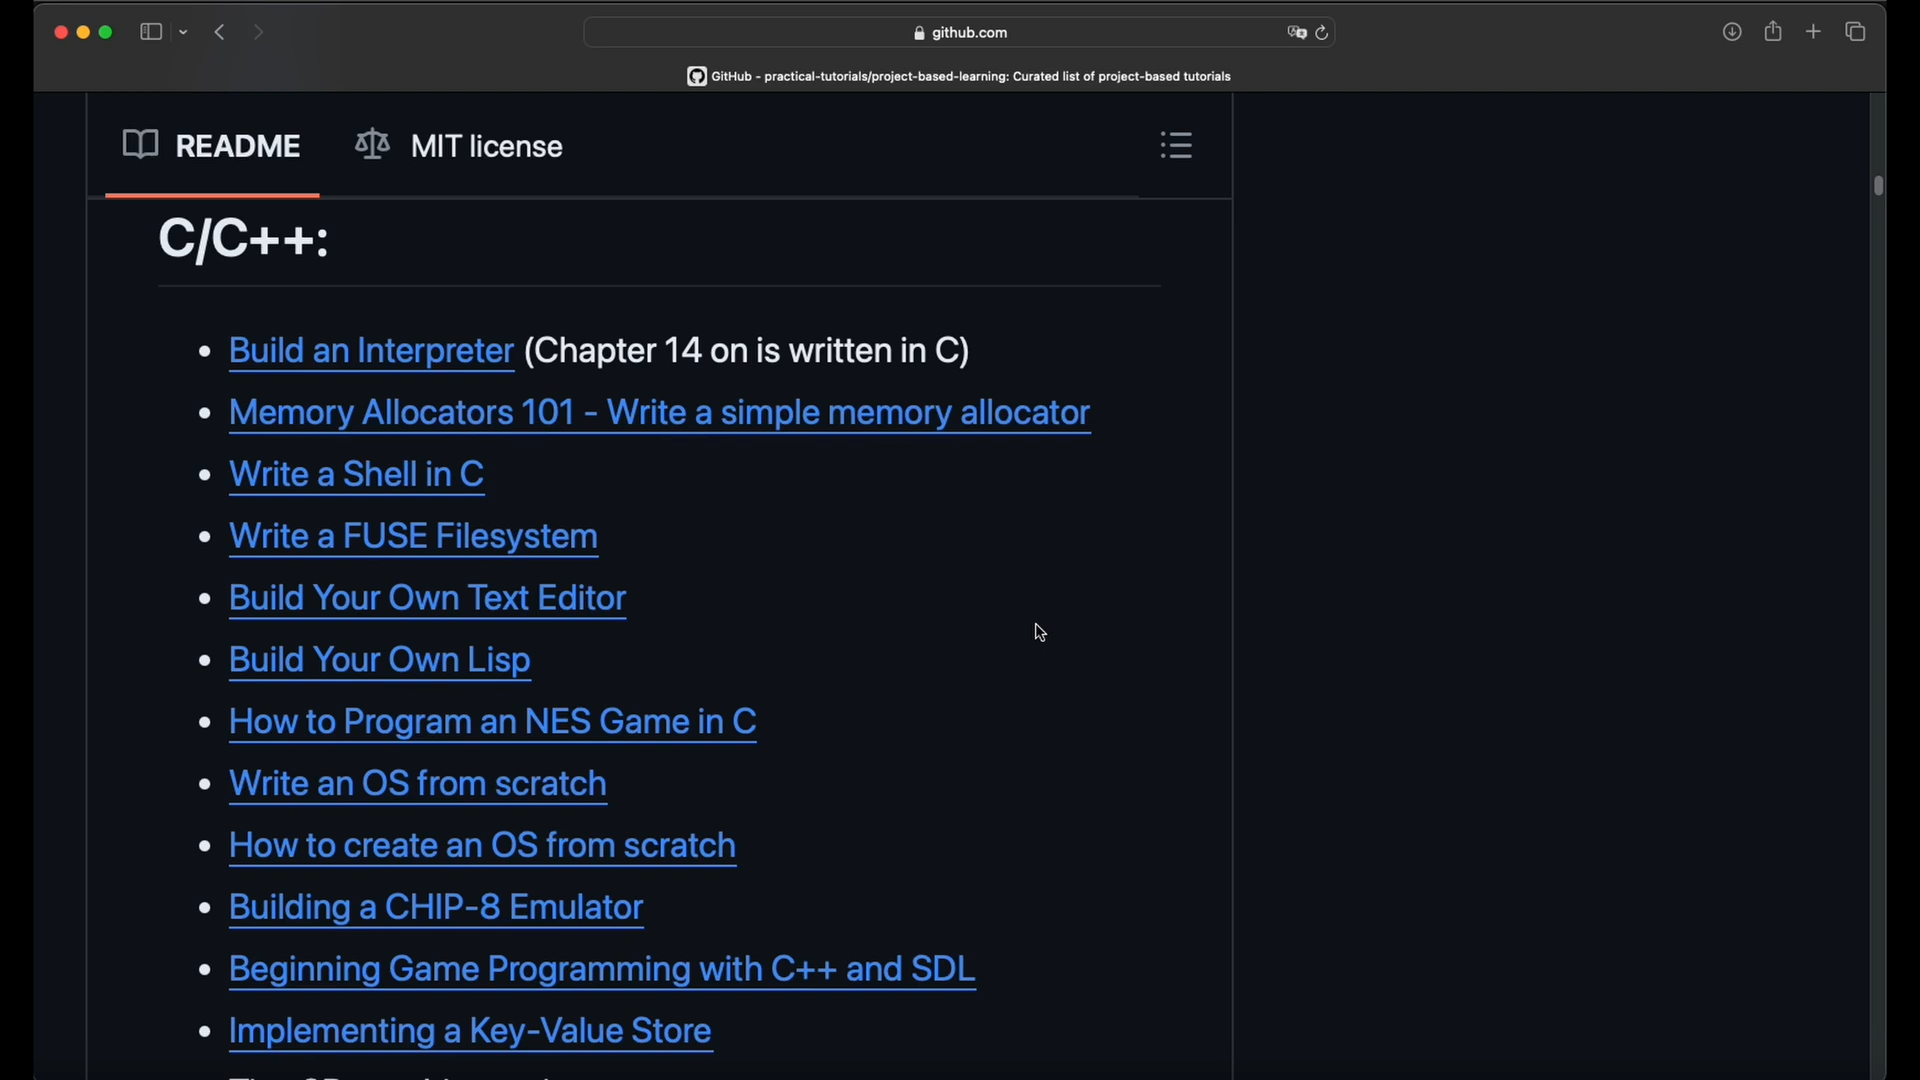 github.com
GitHub - practical-tutorials/project-based-learning: Curated list of project-based tutorials
README
MIT license
C/C++:
Build an Interpreter (Chapter 14 on is written in C)
Memory Allocators 101 - Write a simple memory allocator
Write a Shell in C
Write a FUSE Filesystem
Build Your Own Text Editor
Build Your Own Lisp
How to Program an NES Game in C
Write an OS from scratch
How to create an OS from scratch
Building a CHIP-8 Emulator
Beginning Game Programming with C++ and SDL
Implementing a Key-Value Store